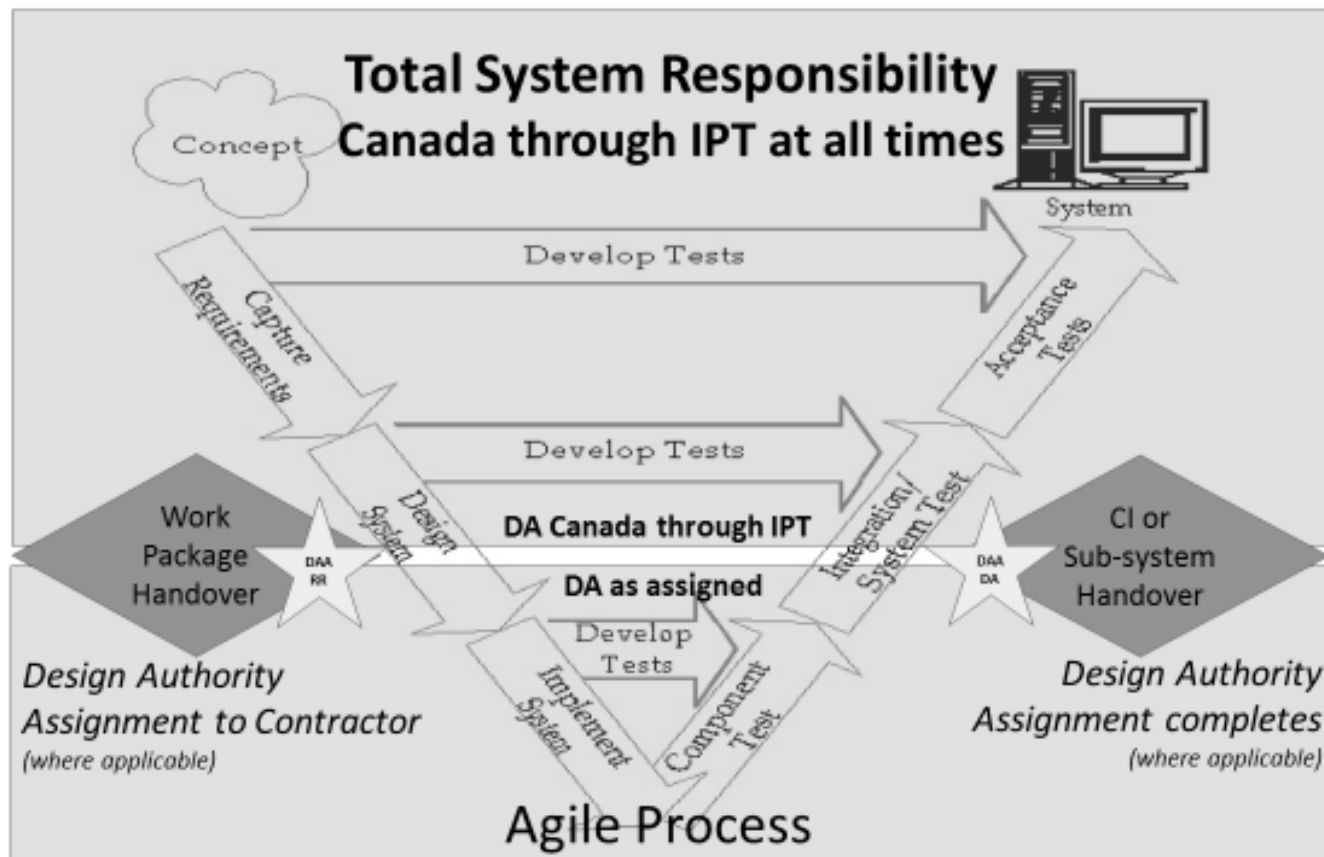 Total System Responsibility
Canada through IPT at all times
Concept
System
Develop Tests
Capture
Requirements
Acceptance
Tests
Develop Tests
Design
System
Integration/
System Test
DA Canada through IPT
Work
Package
Handover
DAA
RR
DAA
DA
CI or
Sub-system
Handover
DA as assigned
Develop
Tests
Implement
System
Component
Test
Design Authority
Assignment to Contractor
(where applicable)
Design Authority
Assignment completes
(where applicable)
Agile Process